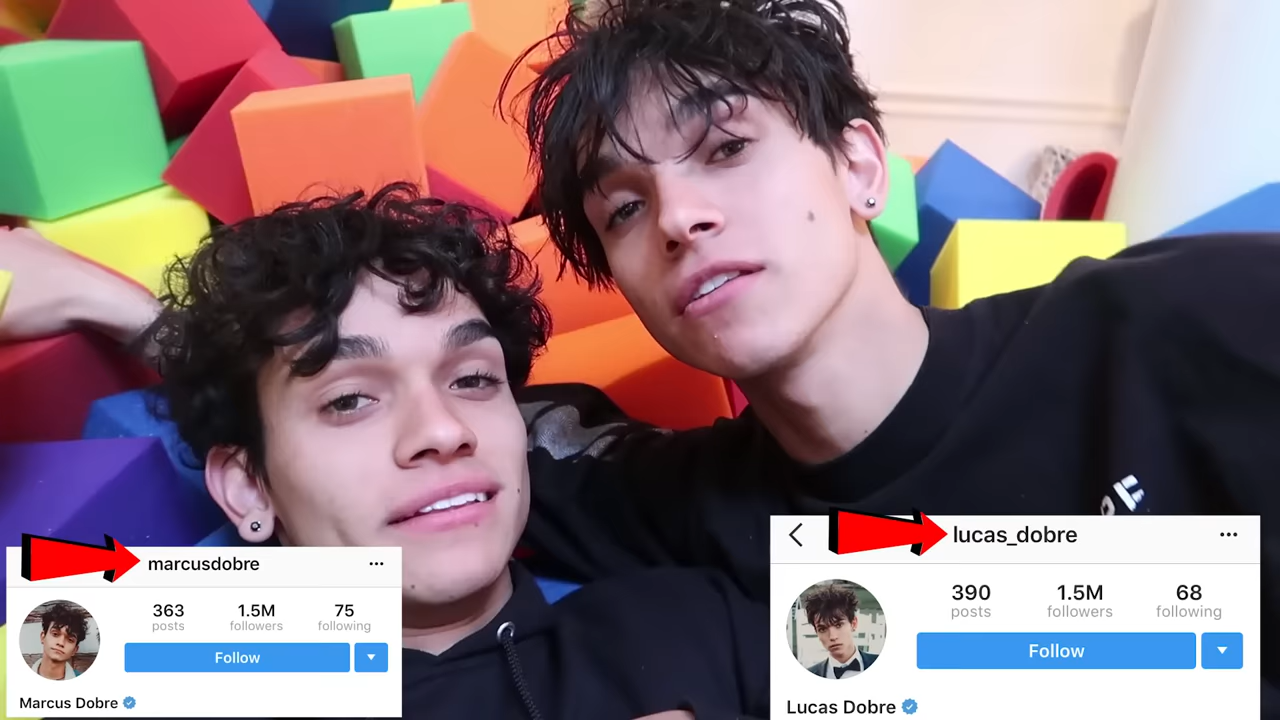 marcusdobre
363 1.5M 75
posts followers following
Follow
Marcus Dobre
lucas_dobre
390 1.5M 68
posts followers following
Follow
Lucas Dobre